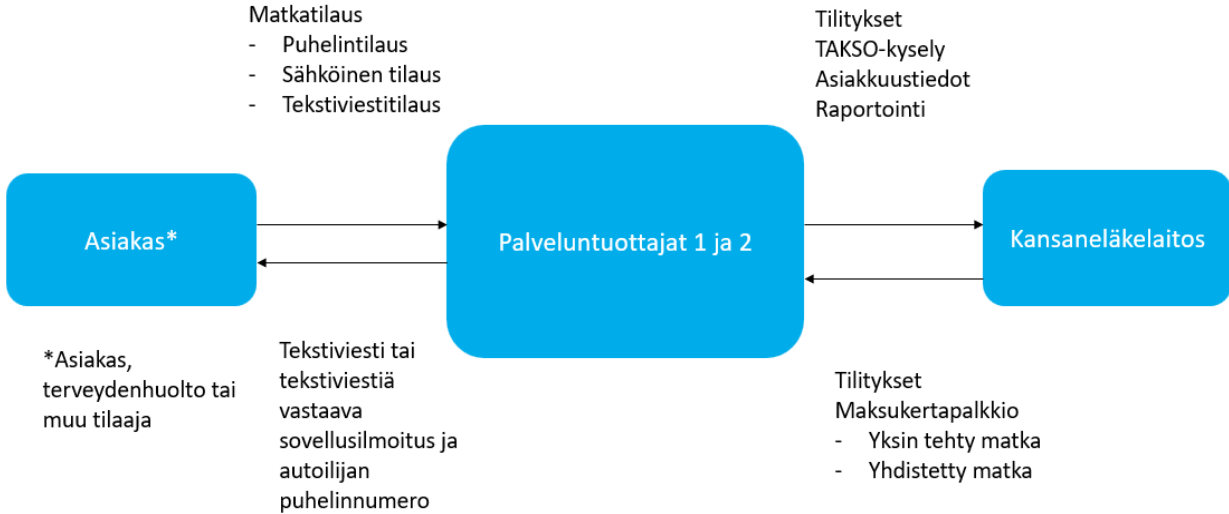 Matkatilaus
- Puhelintilaus
- Sähköinen tilaus
- Tekstiviestitilaus
Tilitykset
TAKSO-kysely
Asiakkuustiedot
Raportointi
Asiakas*
Palveluntuottajat 1 ja 2
Kansaneläkelaitos
*Asiakas,
terveydenhuolto tai
muu tilaaja
Tekstiviesti tai
tekstiviestiä
vastaava
sovellusilmoitus ja
autoilijan
puhelinnumero
Tilitykset
Maksukertapalkkio
- Yksin tehty matka
- Yhdistetty matka